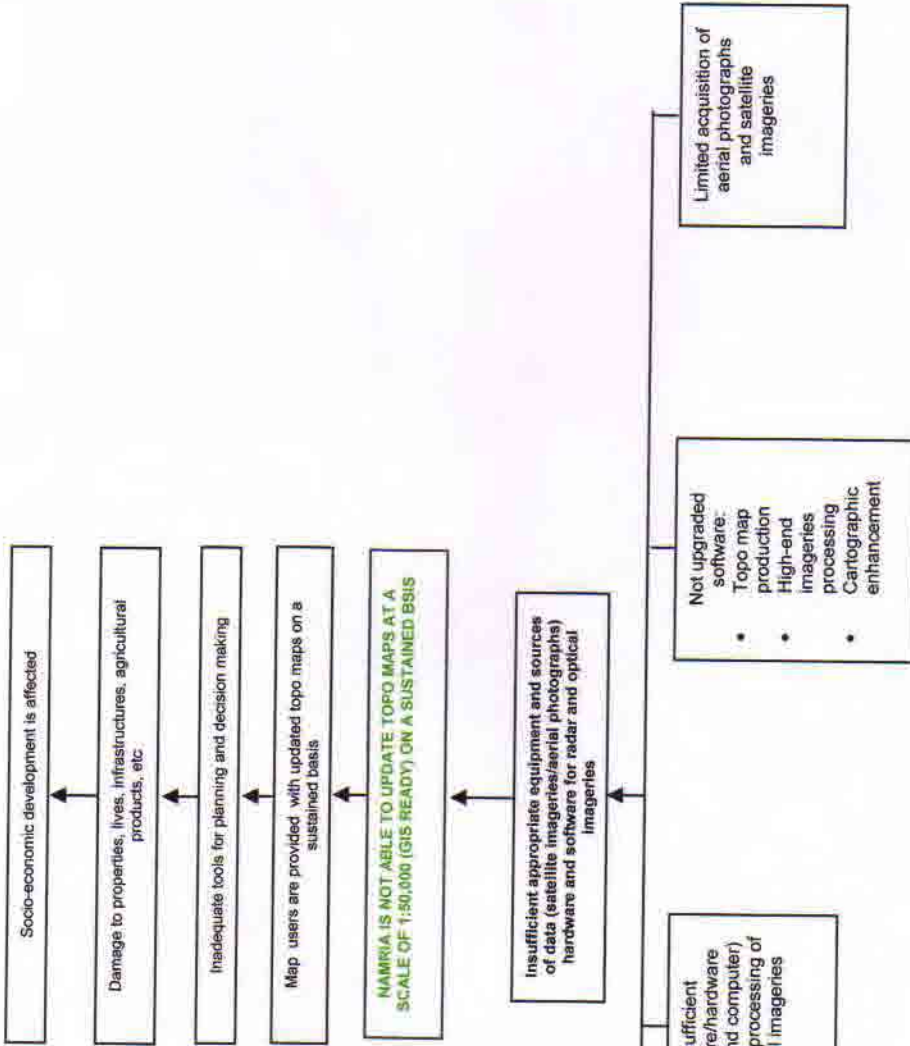 Socio-economic development is affected
Damage to properties, lives, infrastructures, agricultural
products, etc
Inadequate tools for planning and decision making
Map users are provided with updated topo maps on a
sustained basis
NAMRIA IS NOT ABLE TO UPDATE TOPO MAPS AT A
SCALE OF 1:50,000 (GIS READY) ON A SUSTAINED BSIS
Insufficient appropriate equipment and sources
of data (satellite imageries/aerial photographs)
hardware and software for radar and optical
imageries
ufficient
re/hardware
nd computer)
processing of
l imageries
Not upgraded
software:
• Topo map
production
• High-end
imageries
processing
• Cartographic
enhancement
Limited acquisition of
aerial photographs
and satellite
imageries